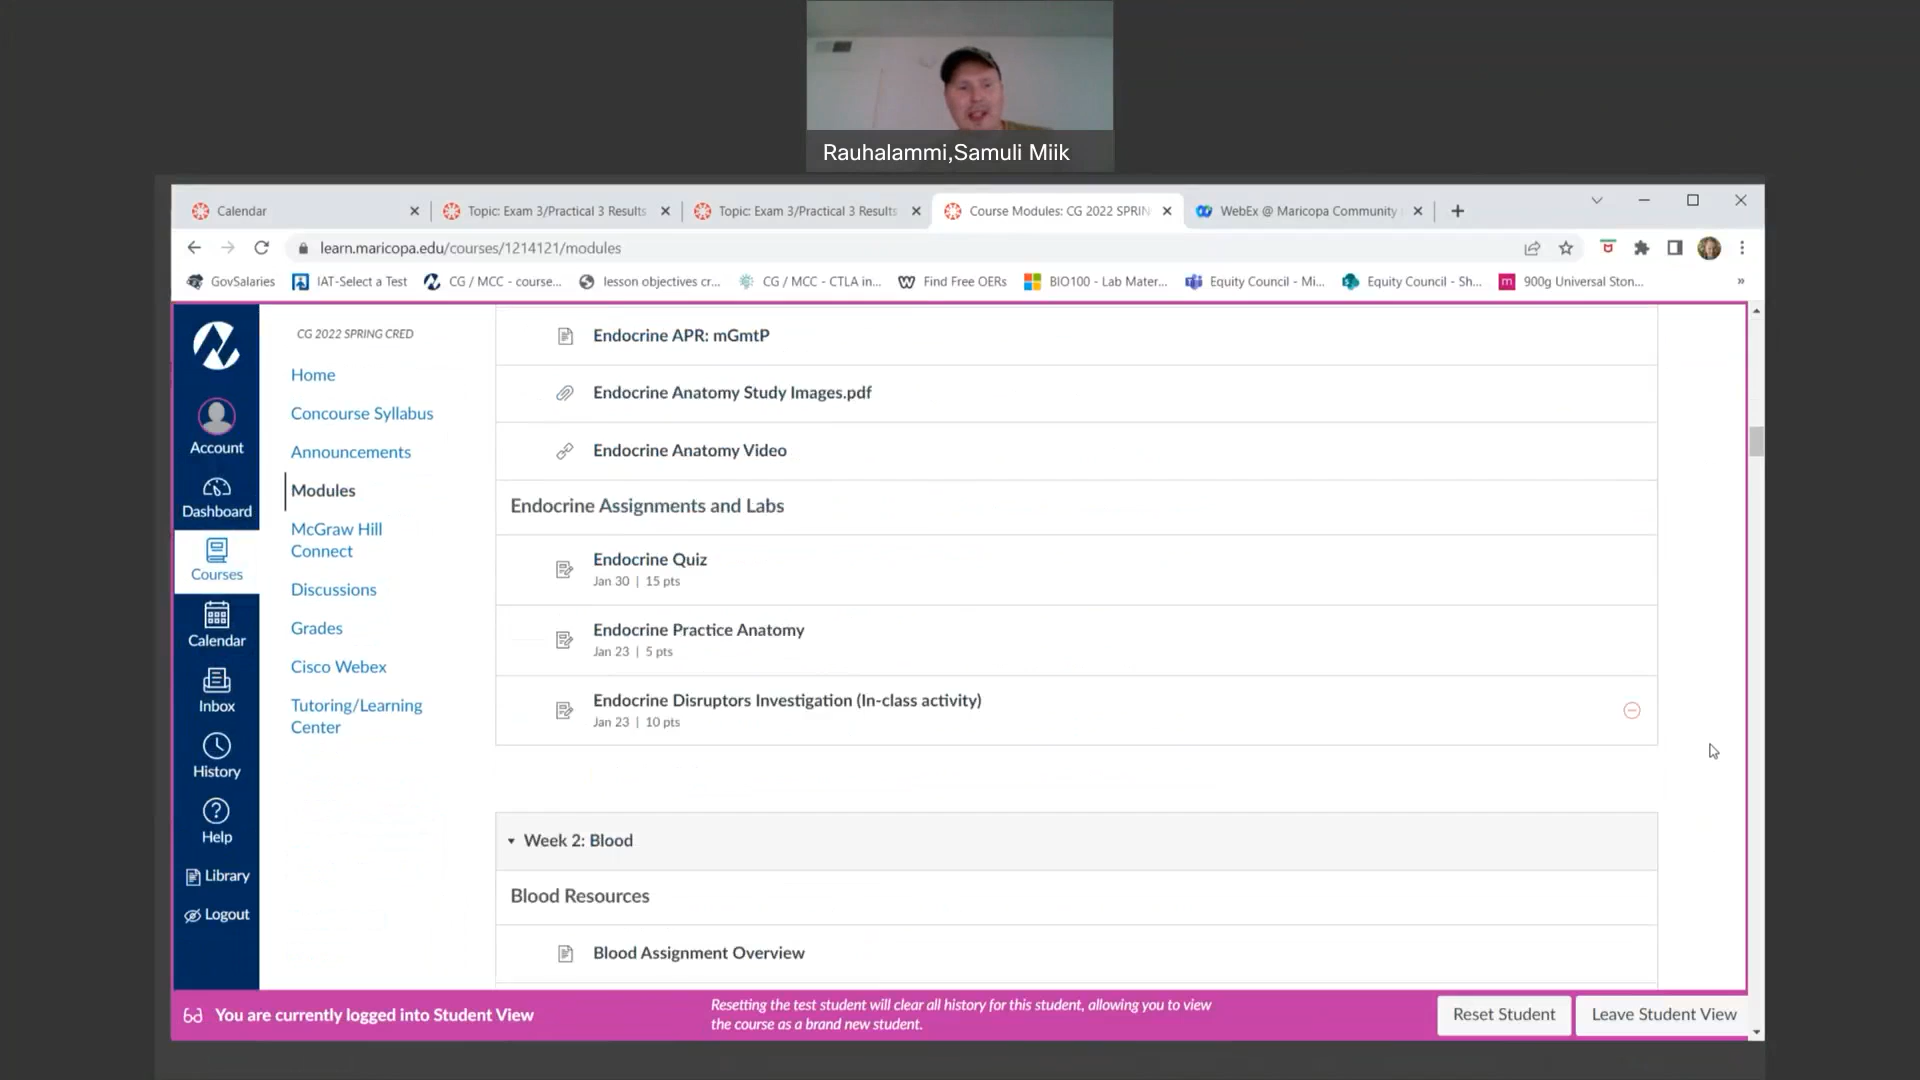 Rauhalammi,Samuli Miik
Calendar
Topic: Exam 3/Practical 3 Results
Topic: Exam 3/Practical 3 Results
Course Modules: CG 2022 SPRIN
WebEx @ Maricopa Community
learn.maricopa.edu/courses/1214121/modules
GovSalaries
IAT-Select a Test
CG / MCC - course...
lesson objectives cr...
CG / MCC - CTLA in...
Find Free OERs
BIO100 - Lab Mater...
Equity Council - Mi...
Equity Council - Sh...
m
900g Universal Ston...
»
Account
Dashboard
Courses
Calendar
Inbox
History
Help
Library
Logout
CG 2022 SPRING CRED
Home
Concourse Syllabus
Announcements
Modules
McGraw Hill
Connect
Discussions
Grades
Cisco Webex
Tutoring/Learning
Center
Endocrine APR: mGmtP
Endocrine Anatomy Study Images.pdf
Endocrine Anatomy Video
Endocrine Assignments and Labs
Endocrine Quiz
Jan 30 | 15 pts
Endocrine Practice Anatomy
Jan 23 | 5 pts
Endocrine Disruptors Investigation (In-class activity)
Jan 23 | 10 pts
Week 2: Blood
Blood Resources
Blood Assignment Overview
You are currently logged into Student View
Resetting the test student will clear all history for this student, allowing you to view
the course as a brand new student.
Reset Student
Leave Student View